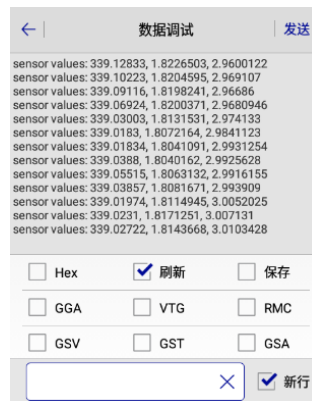 数据调试
发送
sensor values: 339.12833, 1.8226503, 2.9600122
sensor values: 339.10223, 1.8204595, 2.969107
sensor values: 339.09116, 1.8198241, 2.96686
sensor values: 339.06924, 1.8200371, 2.9680946
sensor values: 339.03003, 1.8131531, 2.974133
sensor values: 339.0183, 1.8072164, 2.9841123
sensor values: 339.01834, 1.8041091, 2.9931254
sensor values: 339.0388, 1.8040162, 2.9925628
sensor values: 339.05515, 1.8063132, 2.9916155
sensor values: 339.03857, 1.8081671, 2.993909
sensor values: 339.01974, 1.8114945, 3.0052025
sensor values: 339.0231, 1.8171251, 3.007131
sensor values: 339.02722, 1.8143668, 3.0103428
Hex
刷新
保存
GGA
VTG
RMC
GSV
GST
GSA
新行